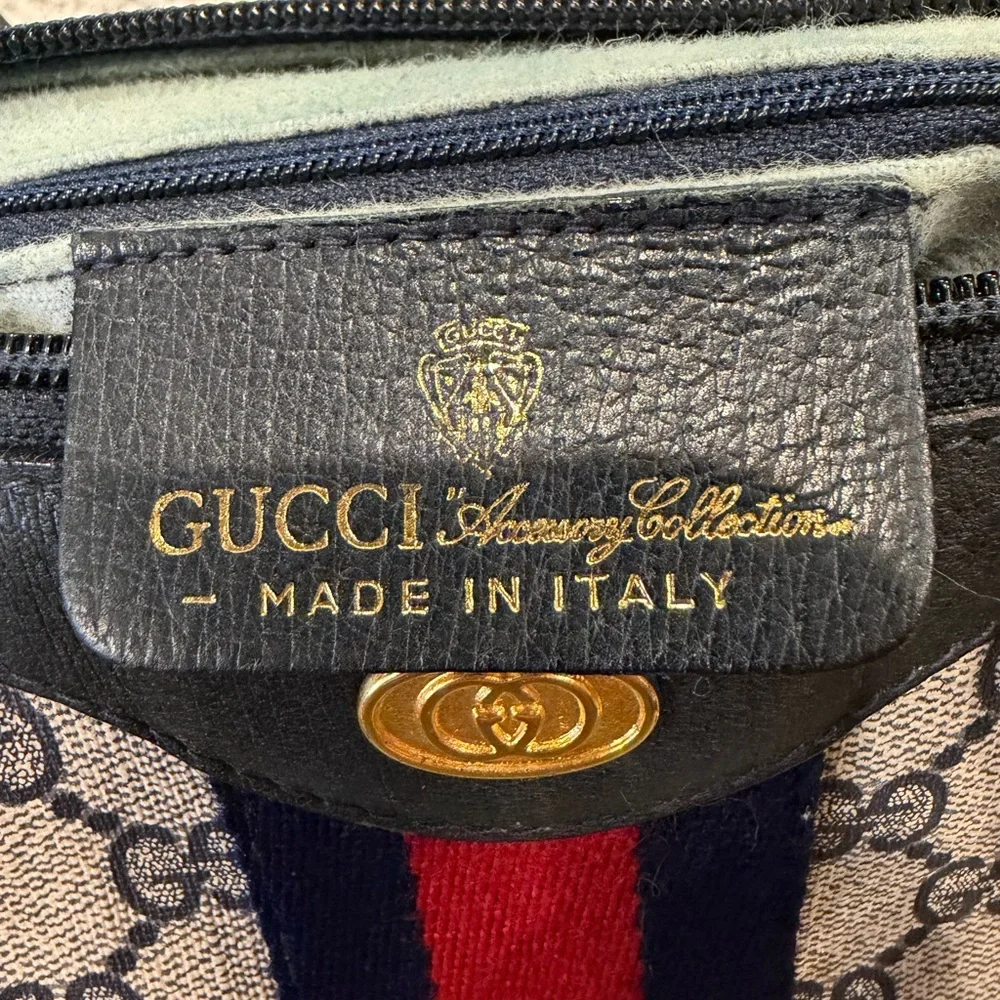 GUCCI
GUCCI "Accessory Collection"
— MADE IN ITALY